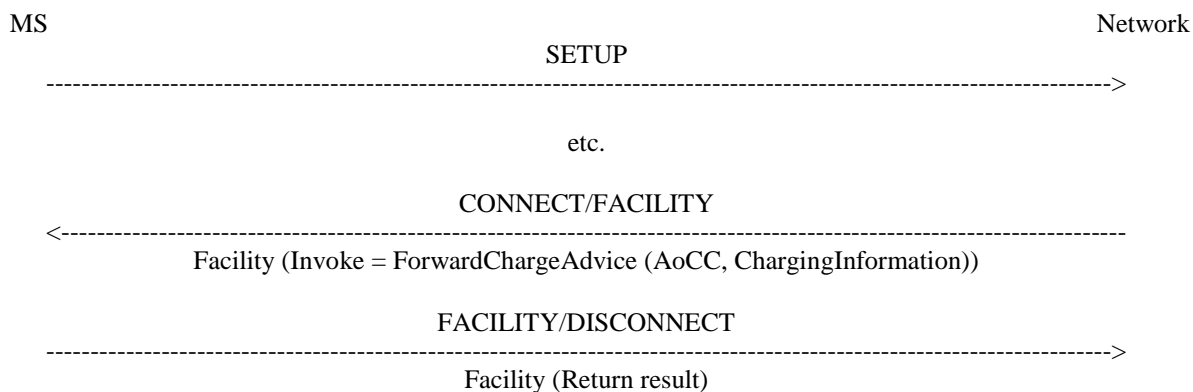 MS Network
SETUP
-------------------------------------------------------------------------------------------------------------------------->
etc.
CONNECT/FACILITY
<--------------------------------------------------------------------------------------------------------------------------
Facility (Invoke = ForwardChargeAdvice (AoCC, ChargingInformation))
FACILITY/DISCONNECT
-------------------------------------------------------------------------------------------------------------------------->
Facility (Return result)